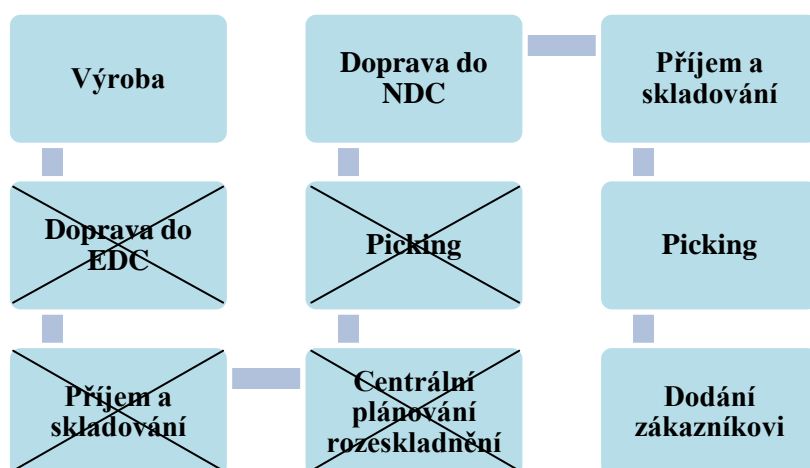 Výroba
Doprava do
EDC
Příjem a
skladování
Centrální
plánování
rozeskladnění
Picking
Doprava do
NDC
Příjem a
skladování
Picking
Dodání
zákazníkovi